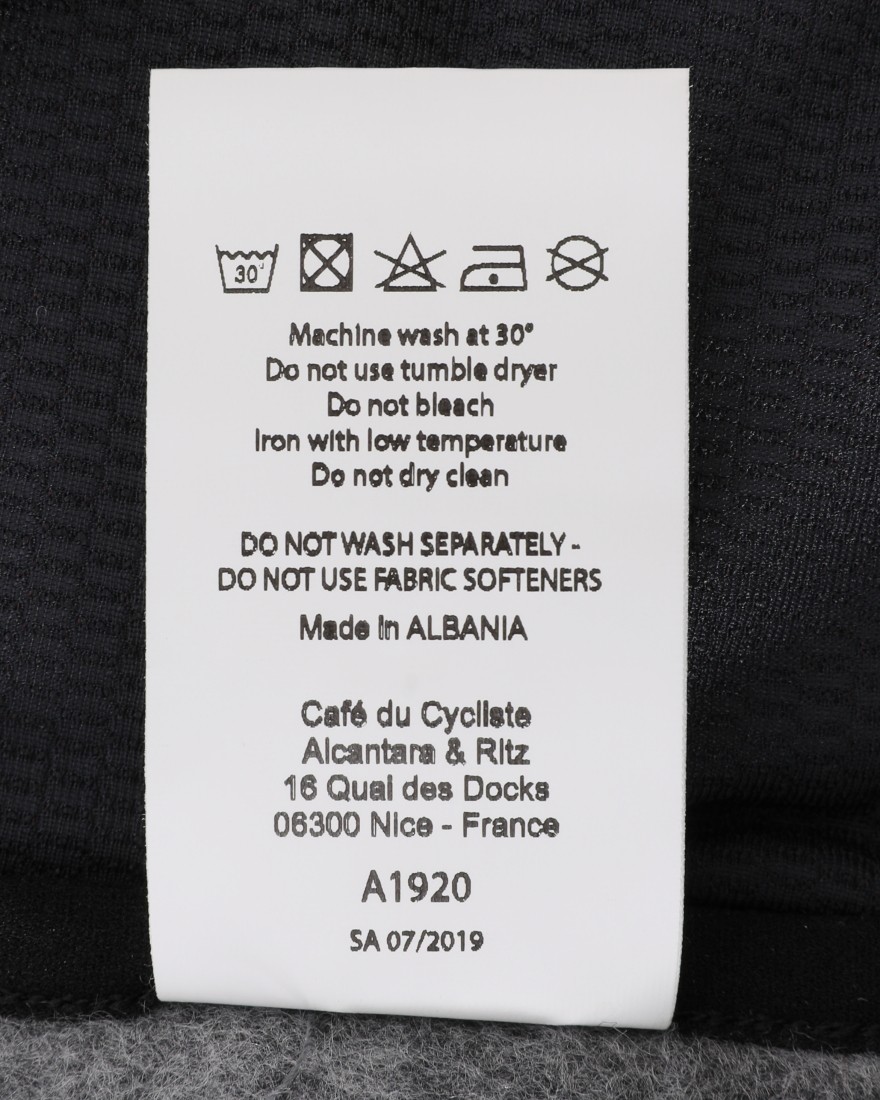 30°
Machine wash at 30°
Do not use tumble dryer
Do not bleach
Iron with low temperature
Do not dry clean
DO NOT WASH SEPARATELY -
DO NOT USE FABRIC SOFTENERS
Made in ALBANIA
Café du Cycliste
Alcantara & Ritz
16 Quai des Docks
06300 Nice - France
A1920
SA 07/2019